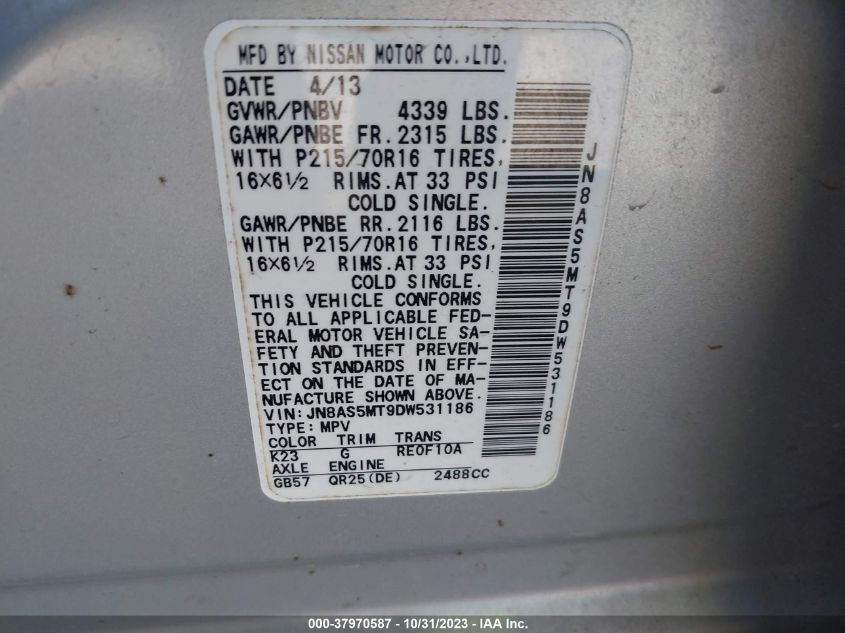 MFD BY NISSAN MOTOR CO.,LTD.
DATE 4/13
GVWR/PNBV 4339 LBS.
GAWR/PNBE FR.2315 LBS.
WITH P215/70R16 TIRES,
16X6½ RIMS.AT 33 PSI
COLD SINGLE.
GAWR/PNBE RR.2116 LBS.
WITH P215/70R16 TIRES,
16X6½ RIMS.AT 33 PSI
COLD SINGLE.
THIS VEHICLE CONFORMS
TO ALL APPLICABLE FED-
ERAL MOTOR VEHICLE SA-
FETY AND THEFT PREVEN-
TION STANDARDS IN EFF-
ECT ON THE DATE OF MA-
NUFACTURE SHOWN ABOVE.
VIN:JN8AS5MT9DW531186
TYPE:MPV
COLOR TRIM TRANS
K23 G RE0F10A
AXLE ENGINE
GB57 QR25(DE) 2488CC
JN8AS5MT9DW531186
000-37970587 - 10/31/2023 - Copyright © IAA, Inc.